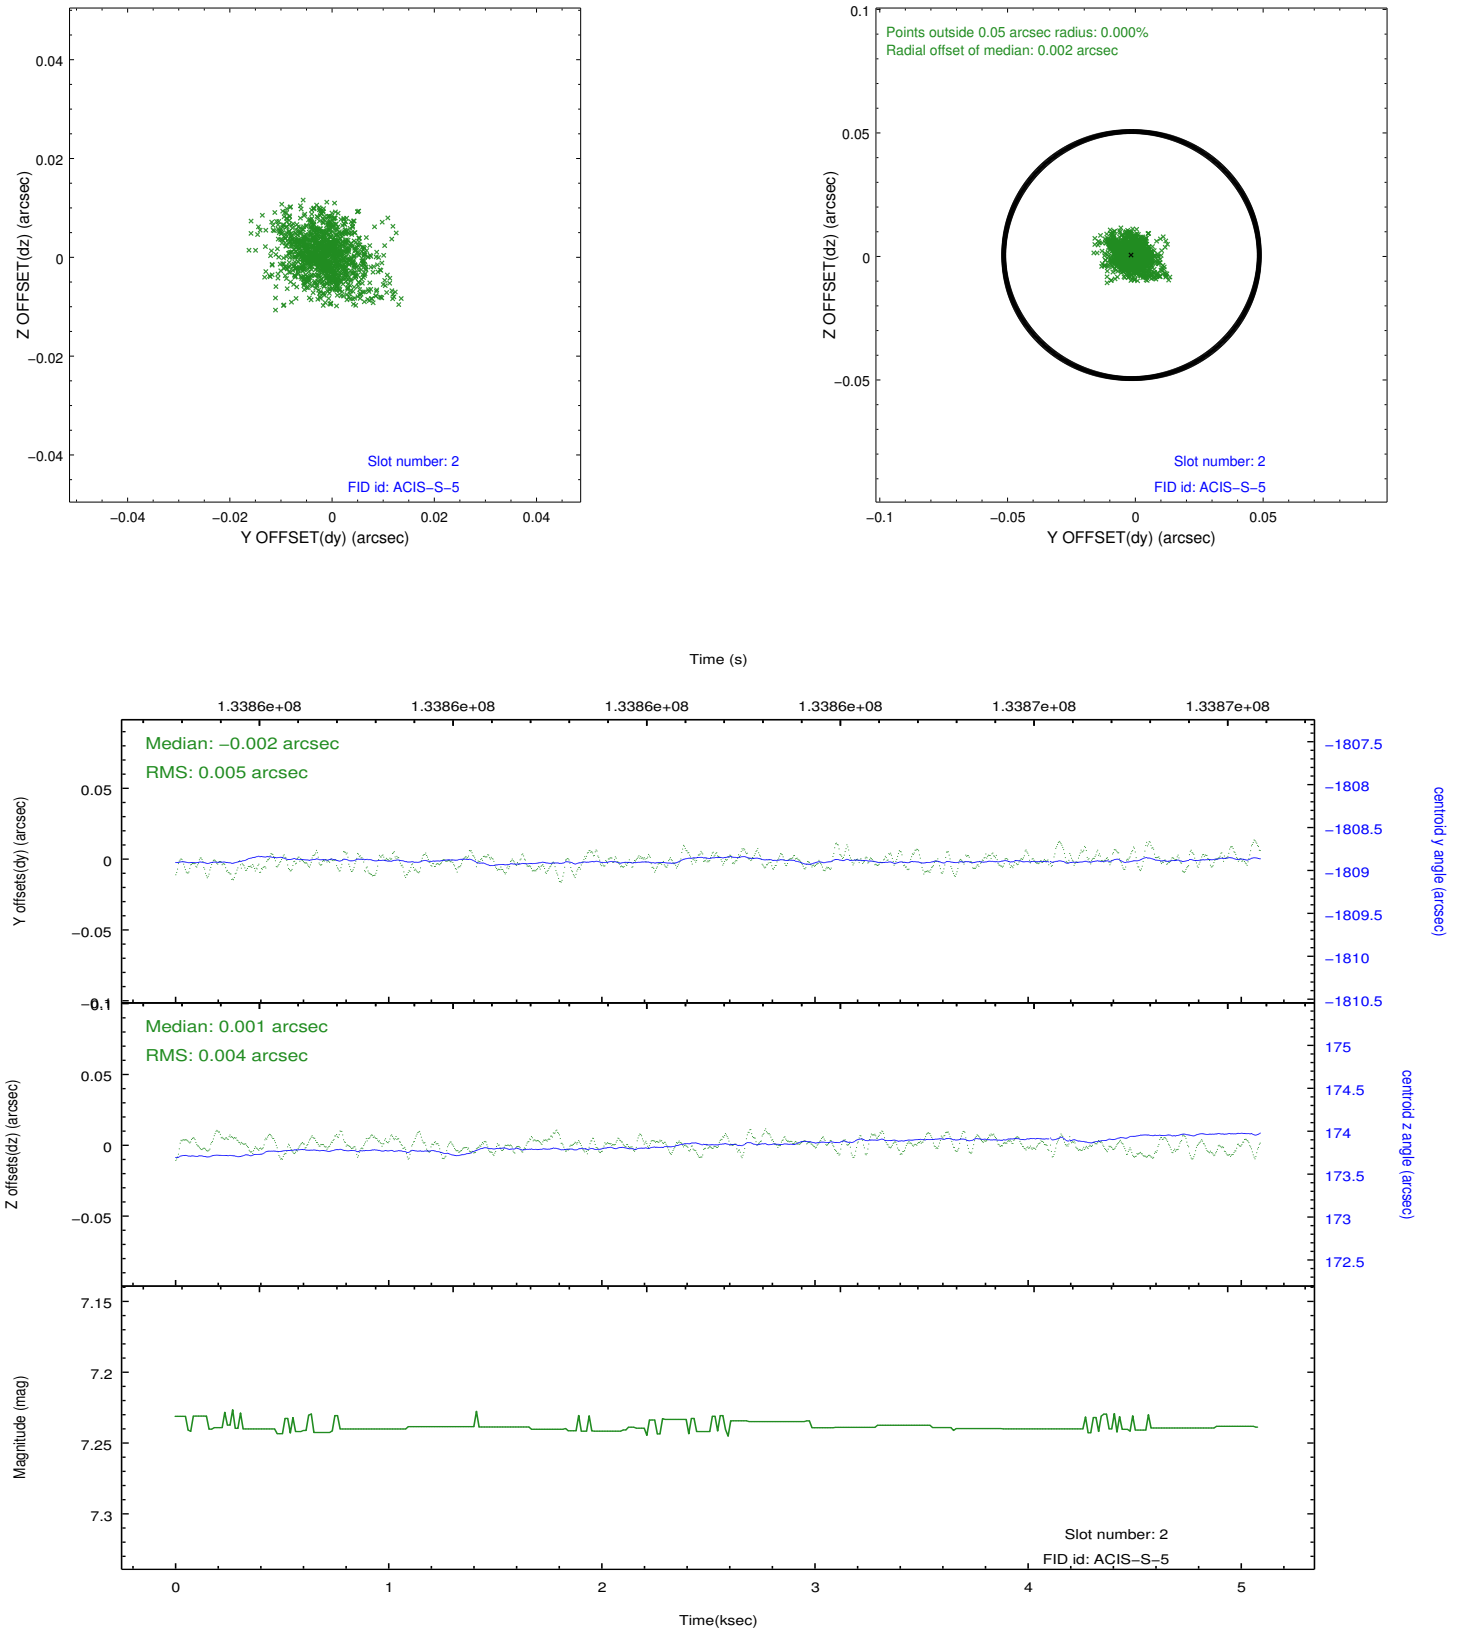 0.04
0.02
0
−0.02
−0.04
Z OFFSET(dz) (arcsec)
Slot number: 2
FID id: ACIS−S−5
−0.04
−0.02
0
0.02
0.04
Y OFFSET(dy) (arcsec)
Points outside 0.05 arcsec radius: 0.000%
Radial offset of median: 0.002 arcsec
0.1
0.05
0
−0.05
Z OFFSET(dz) (arcsec)
Slot number: 2
FID id: ACIS−S−5
−0.1
−0.05
0
0.05
Y OFFSET(dy) (arcsec)
Time (s)
1.3386e+08
1.3386e+08
1.3386e+08
1.3386e+08
1.3387e+08
1.3387e+08
Median: −0.002 arcsec
RMS: 0.005 arcsec
0.05
0
−0.05
−0.1
Y offsets(dy) (arcsec)
−1807.5
−1808
−1808.5
−1809
−1809.5
−1810
−1810.5
centroid y angle (arcsec)
Median: 0.001 arcsec
RMS: 0.004 arcsec
0.1
0.05
0
−0.05
Z offsets(dz) (arcsec)
175
174.5
174
173.5
173
172.5
centroid z angle (arcsec)
7.15
7.2
7.25
7.3
Magnitude (mag)
Slot number: 2
FID id: ACIS−S−5
0
1
2
3
4
5
Time(ksec)